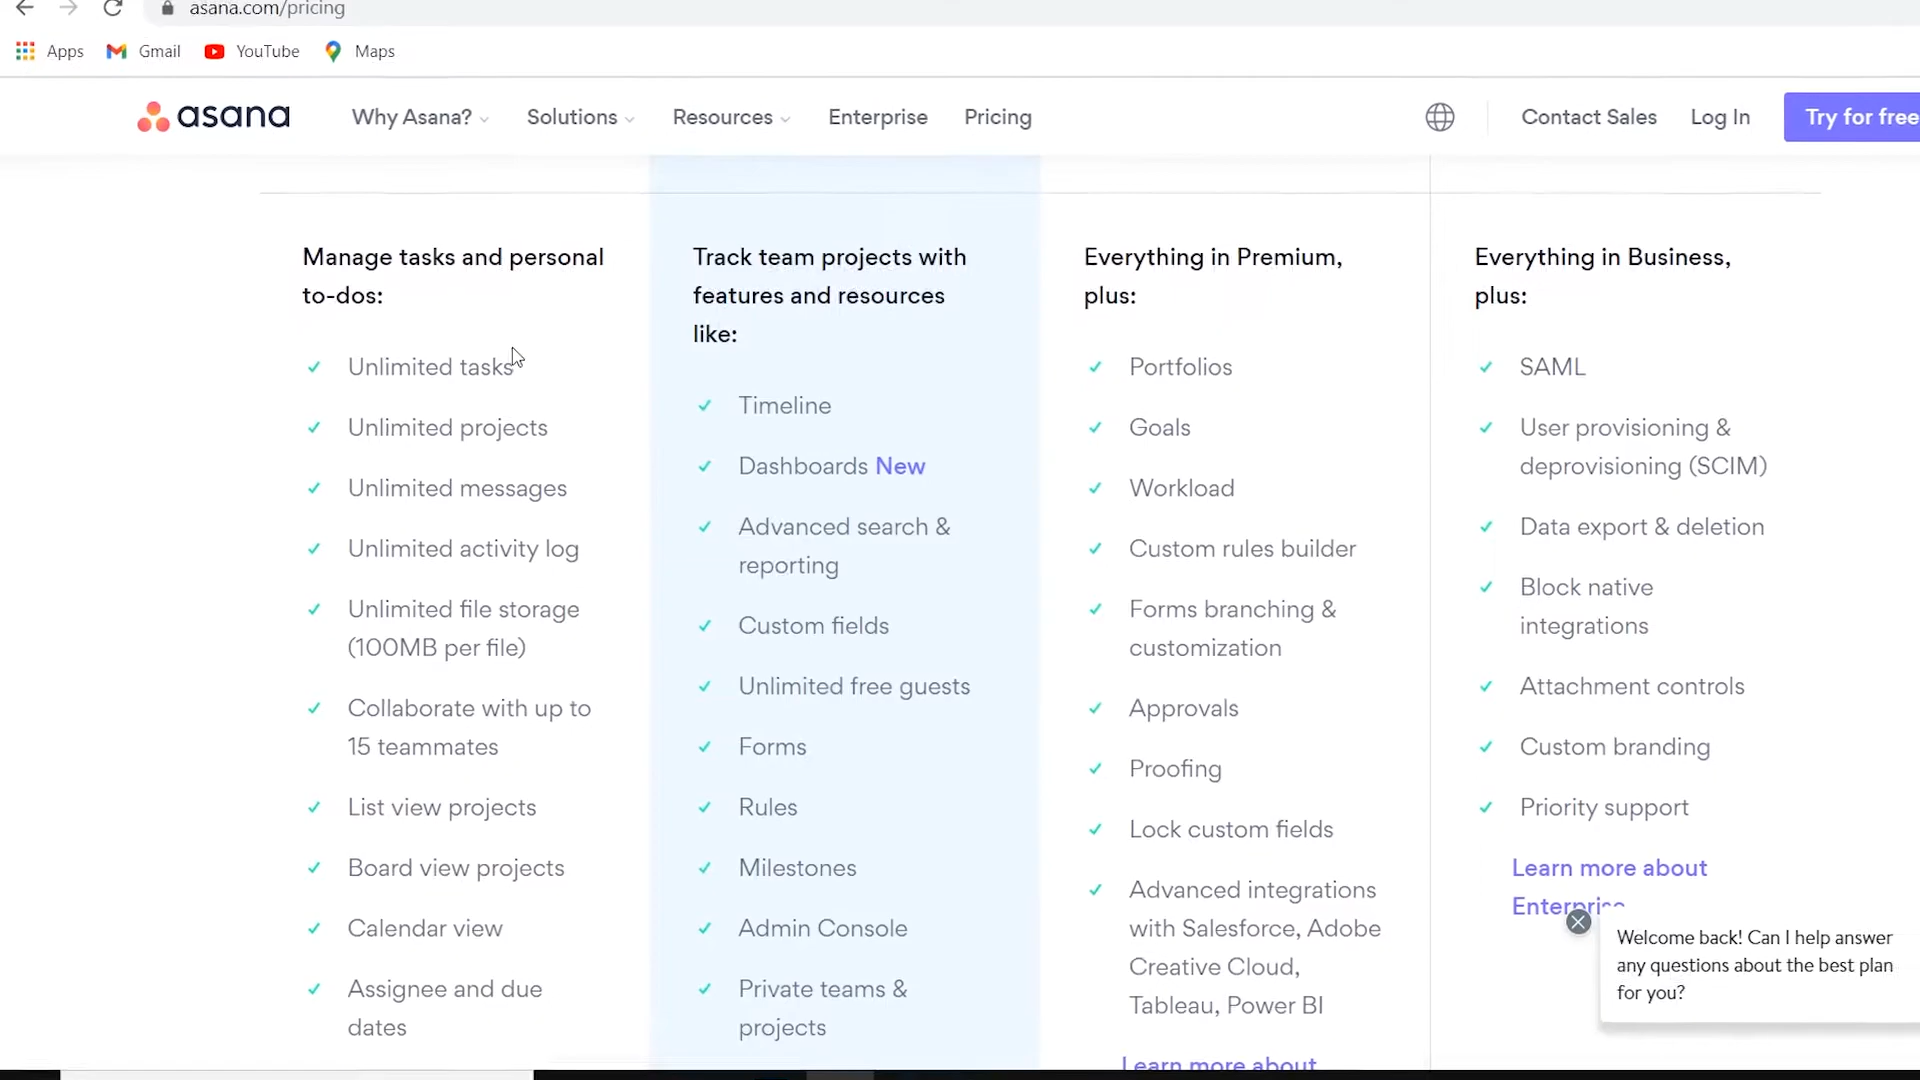 asana.com/pricing
Apps
Gmail
YouTube
Maps
asana
Why Asana?
Solutions
Resources
Enterprise
Pricing
Contact Sales
Log In
Try for free
Manage tasks and personal
to-dos:
Unlimited tasks
Unlimited projects
Unlimited messages
Unlimited activity log
Unlimited file storage
(100MB per file)
Collaborate with up to
15 teammates
List view projects
Board view projects
Calendar view
Assignee and due
dates
Track team projects with
features and resources
like:
Timeline
Dashboards New
Advanced search &
reporting
Custom fields
Unlimited free guests
Forms
Rules
Milestones
Admin Console
Private teams &
projects
Everything in Premium,
plus:
Portfolios
Goals
Workload
Custom rules builder
Forms branching &
customization
Approvals
Proofing
Lock custom fields
Advanced integrations
with Salesforce, Adobe
Creative Cloud,
Tableau, Power BI
Learn more about
Everything in Business,
plus:
SAML
User provisioning &
deprovisioning (SCIM)
Data export & deletion
Block native
integrations
Attachment controls
Custom branding
Priority support
Learn more about
Enterprise
Welcome back! Can I help answer
any questions about the best plan
for you?